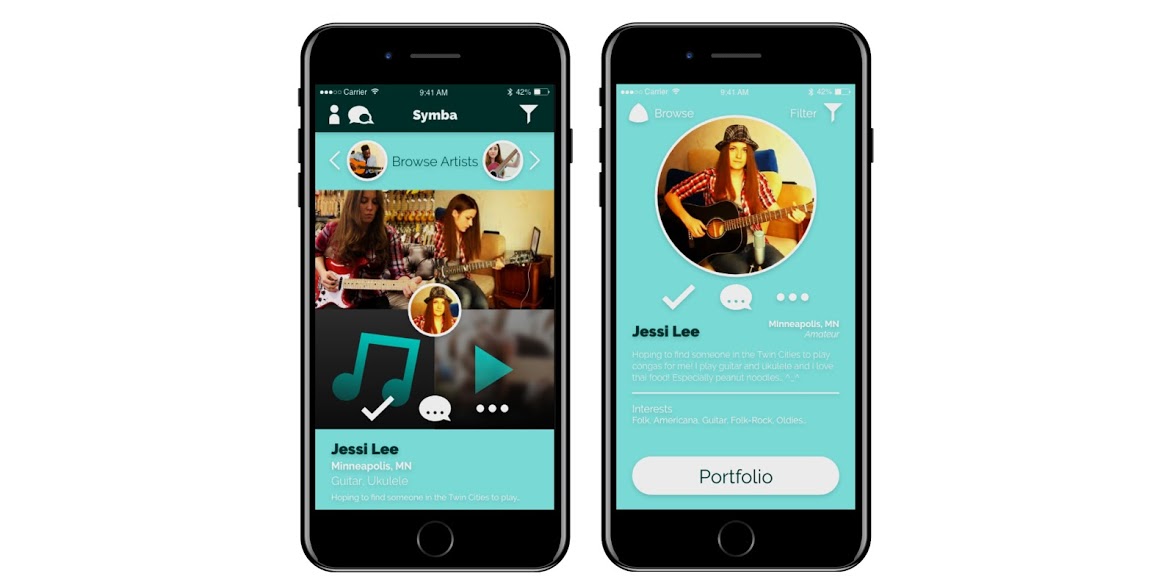 Carrier 9:41 AM 42%
Symba
Browse Artists
Jessi Lee
Minneapolis, MN
Guitar, Ukulele
Hoping to find someone in the Twin Cities to play..
Carrier 9:41 AM 42%
Browse Filter
Jessi Lee
Minneapolis, MN
Amateur
Hoping to find someone in the Twin Cities to play
congas for me! I play guitar and ukulele and I love
thai food! Especially peanut noodles.. ^_^
Interests
Folk, Americana, Guitar, Folk-Rock, Oldies..
Portfolio